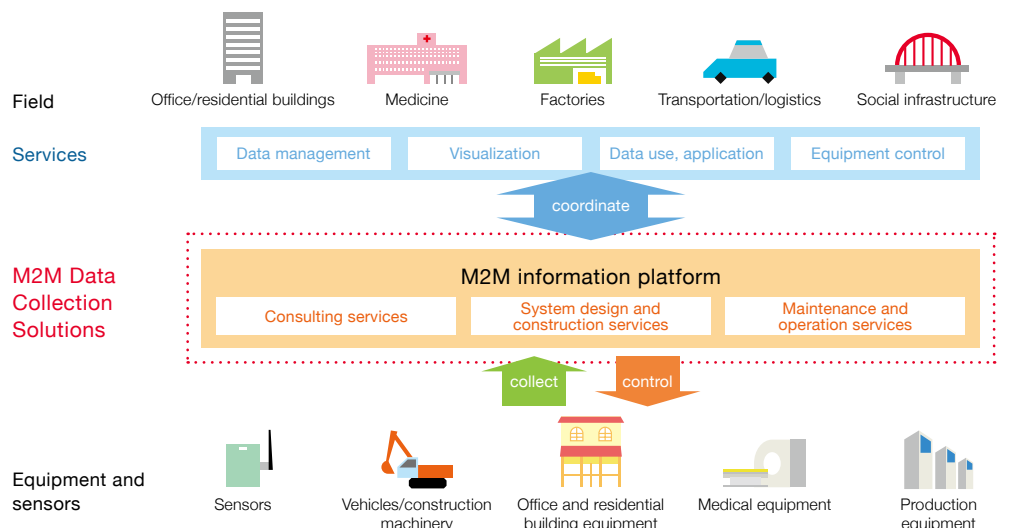 Field
Office/residential buildings
Medicine
Factories
Transportation/logistics
Social infrastructure
Services
Data management
Visualization
Data use, application
Equipment control
coordinate
M2M Data
Collection
Solutions
M2M information platform
Consulting services
System design and
construction services
Maintenance and
operation services
collect
control
Equipment and
sensors
Sensors
Vehicles/construction
machinery
Office and residential
building equipment
Medical equipment
Production
equipment